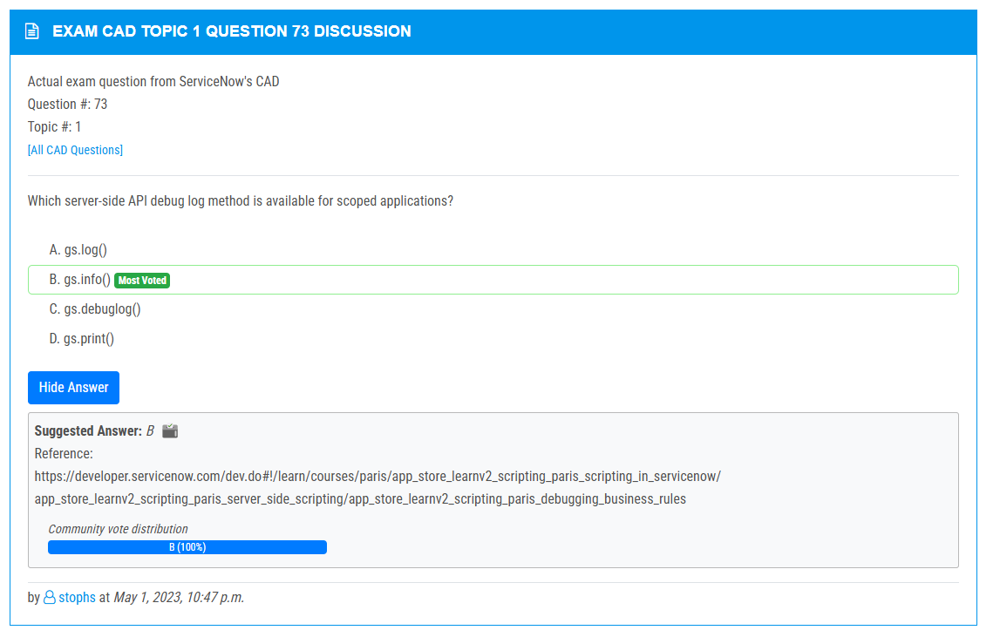 EXAM CAD TOPIC 1 QUESTION 73 DISCUSSION
Actual exam question from ServiceNow's CAD
Question #: 73
Topic #: 1
[All CAD Questions]
Which server-side API debug log method is available for scoped applications?
A. gs.log()
B. gs.info() Most Voted
C. gs.debuglog()
D. gs.print()
Hide Answer
Suggested Answer: B
Reference:
https://developer.servicenow.com/dev.do#!/learn/courses/paris/app_store_learnv2_scripting_paris_scripting_in_servicenow/
app_store_learnv2_scripting_paris_server_side_scripting/app_store_learnv2_scripting_paris_debugging_business_rules
Community vote distribution
B (100%)
by stophs at May 1, 2023, 10:47 p.m.